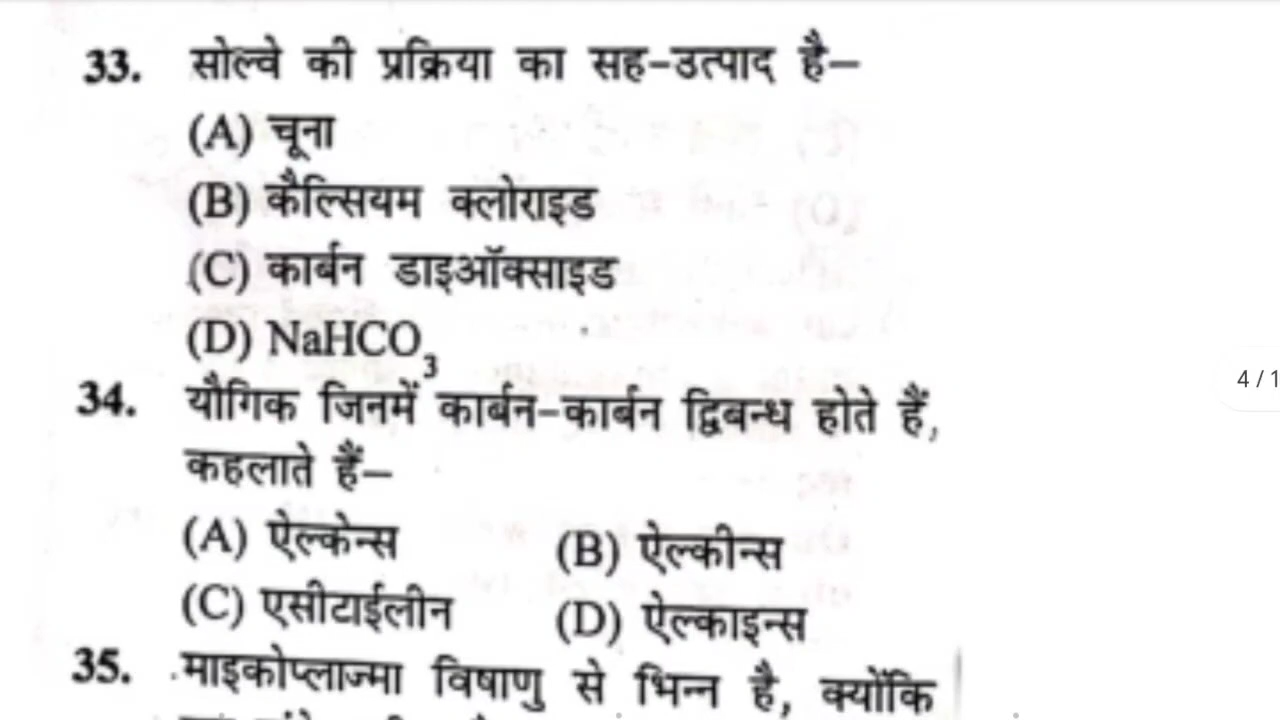 33. सोल्वे की प्रक्रिया का सह-उत्पाद है–
(A) चूना
(B) कैल्सियम क्लोराइड
(C) कार्बन डाइऑक्साइड
(D) NaHCO₃
34. यौगिक जिनमें कार्बन-कार्बन द्विबन्ध होते हैं,
कहलाते हैं–
(A) ऐल्केन्स (B) ऐल्कीन्स
(C) एसीटाईलीन (D) ऐल्काइन्स
35. माइकोप्लाज्मा विषाणु से भिन्न है, क्योंकि
4 / 1